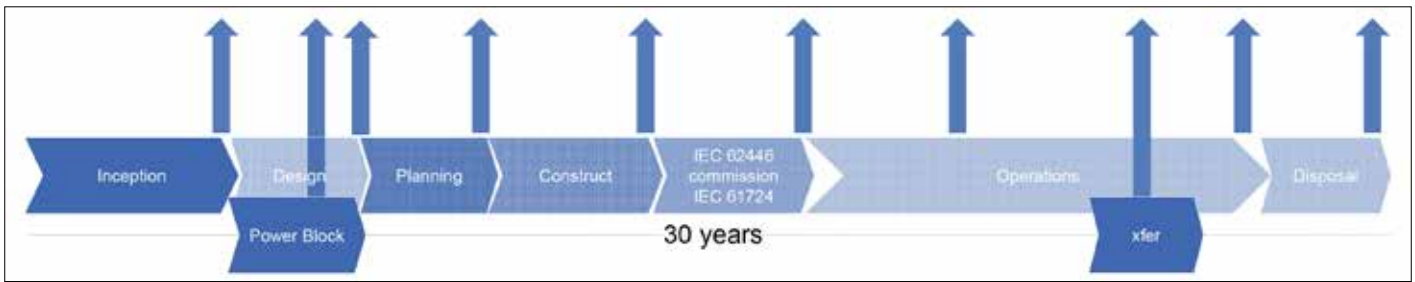 Inception
Design
Planning
Construct
IEC 62446
commission
IEC 61724
Operations
Disposal
Power Block
30 years
xfer